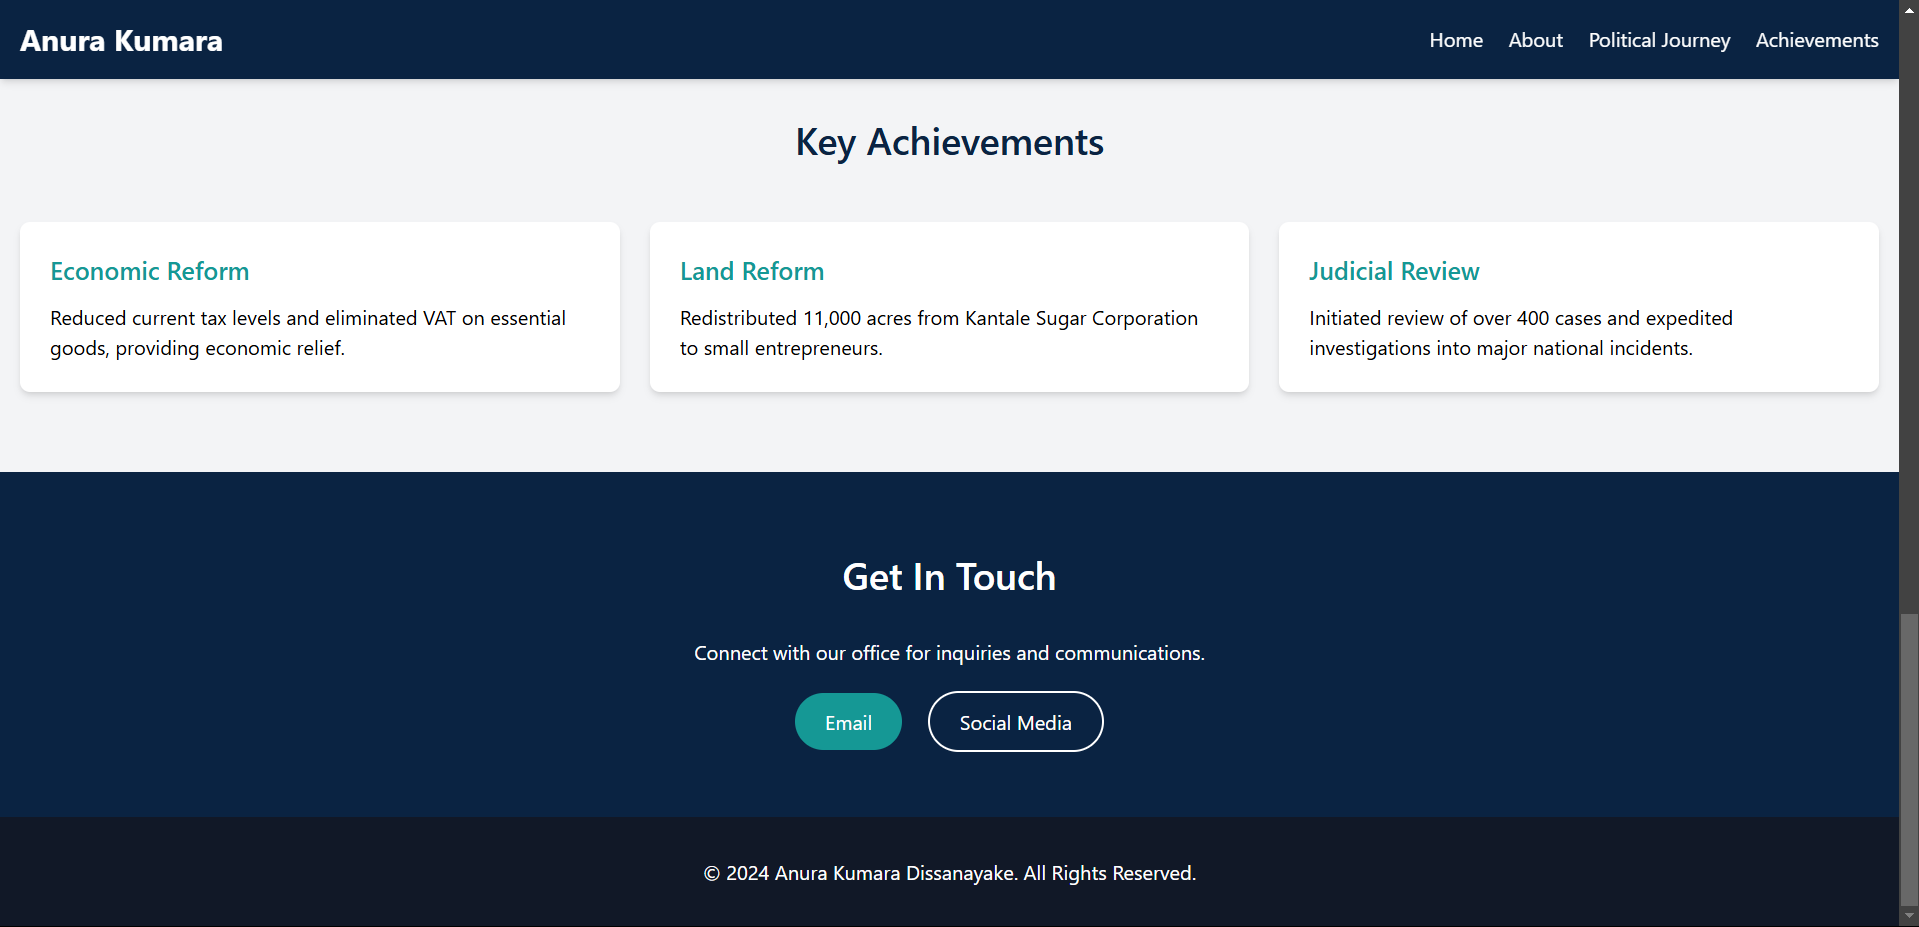 Anura Kumara
Home About Political Journey Achievements
Key Achievements
Economic Reform
Reduced current tax levels and eliminated VAT on essential
goods, providing economic relief.
Land Reform
Redistributed 11,000 acres from Kantale Sugar Corporation
to small entrepreneurs.
Judicial Review
Initiated review of over 400 cases and expedited
investigations into major national incidents.
Get In Touch
Connect with our office for inquiries and communications.
Email Social Media
© 2024 Anura Kumara Dissanayake. All Rights Reserved.